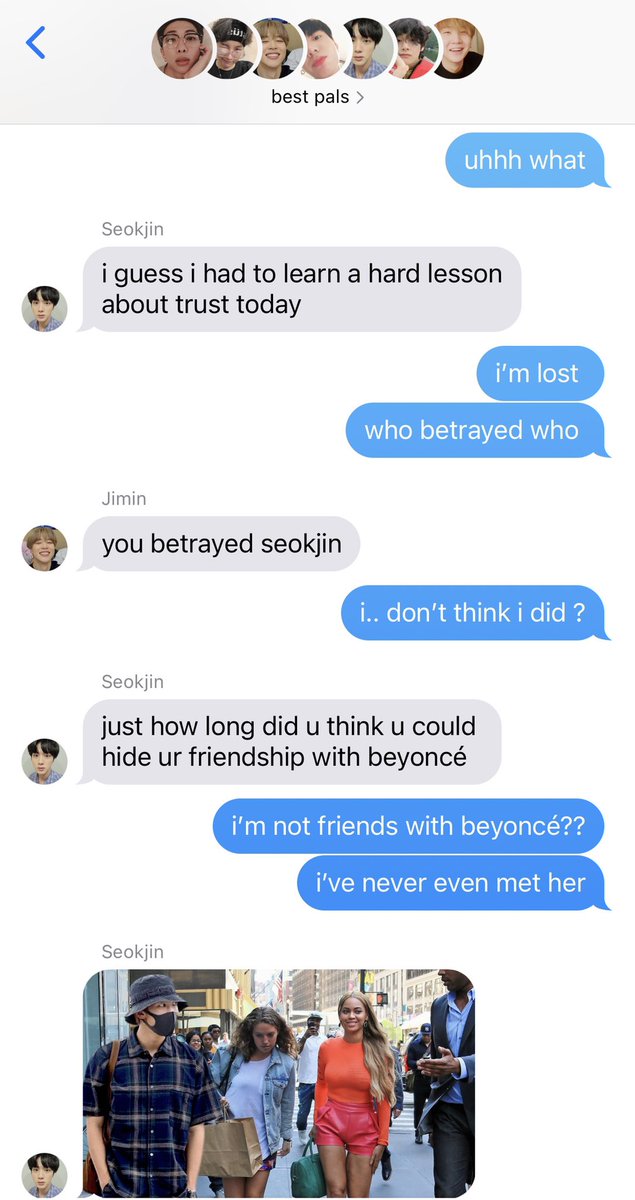 best pals
uhhh what
Seokjin
i guess i had to learn a hard lesson
about trust today
i'm lost
who betrayed who
Jimin
you betrayed seokjin
i.. don't think i did ?
Seokjin
just how long did u think u could
hide ur friendship with beyoncé
i'm not friends with beyoncé??
i've never even met her
Seokjin